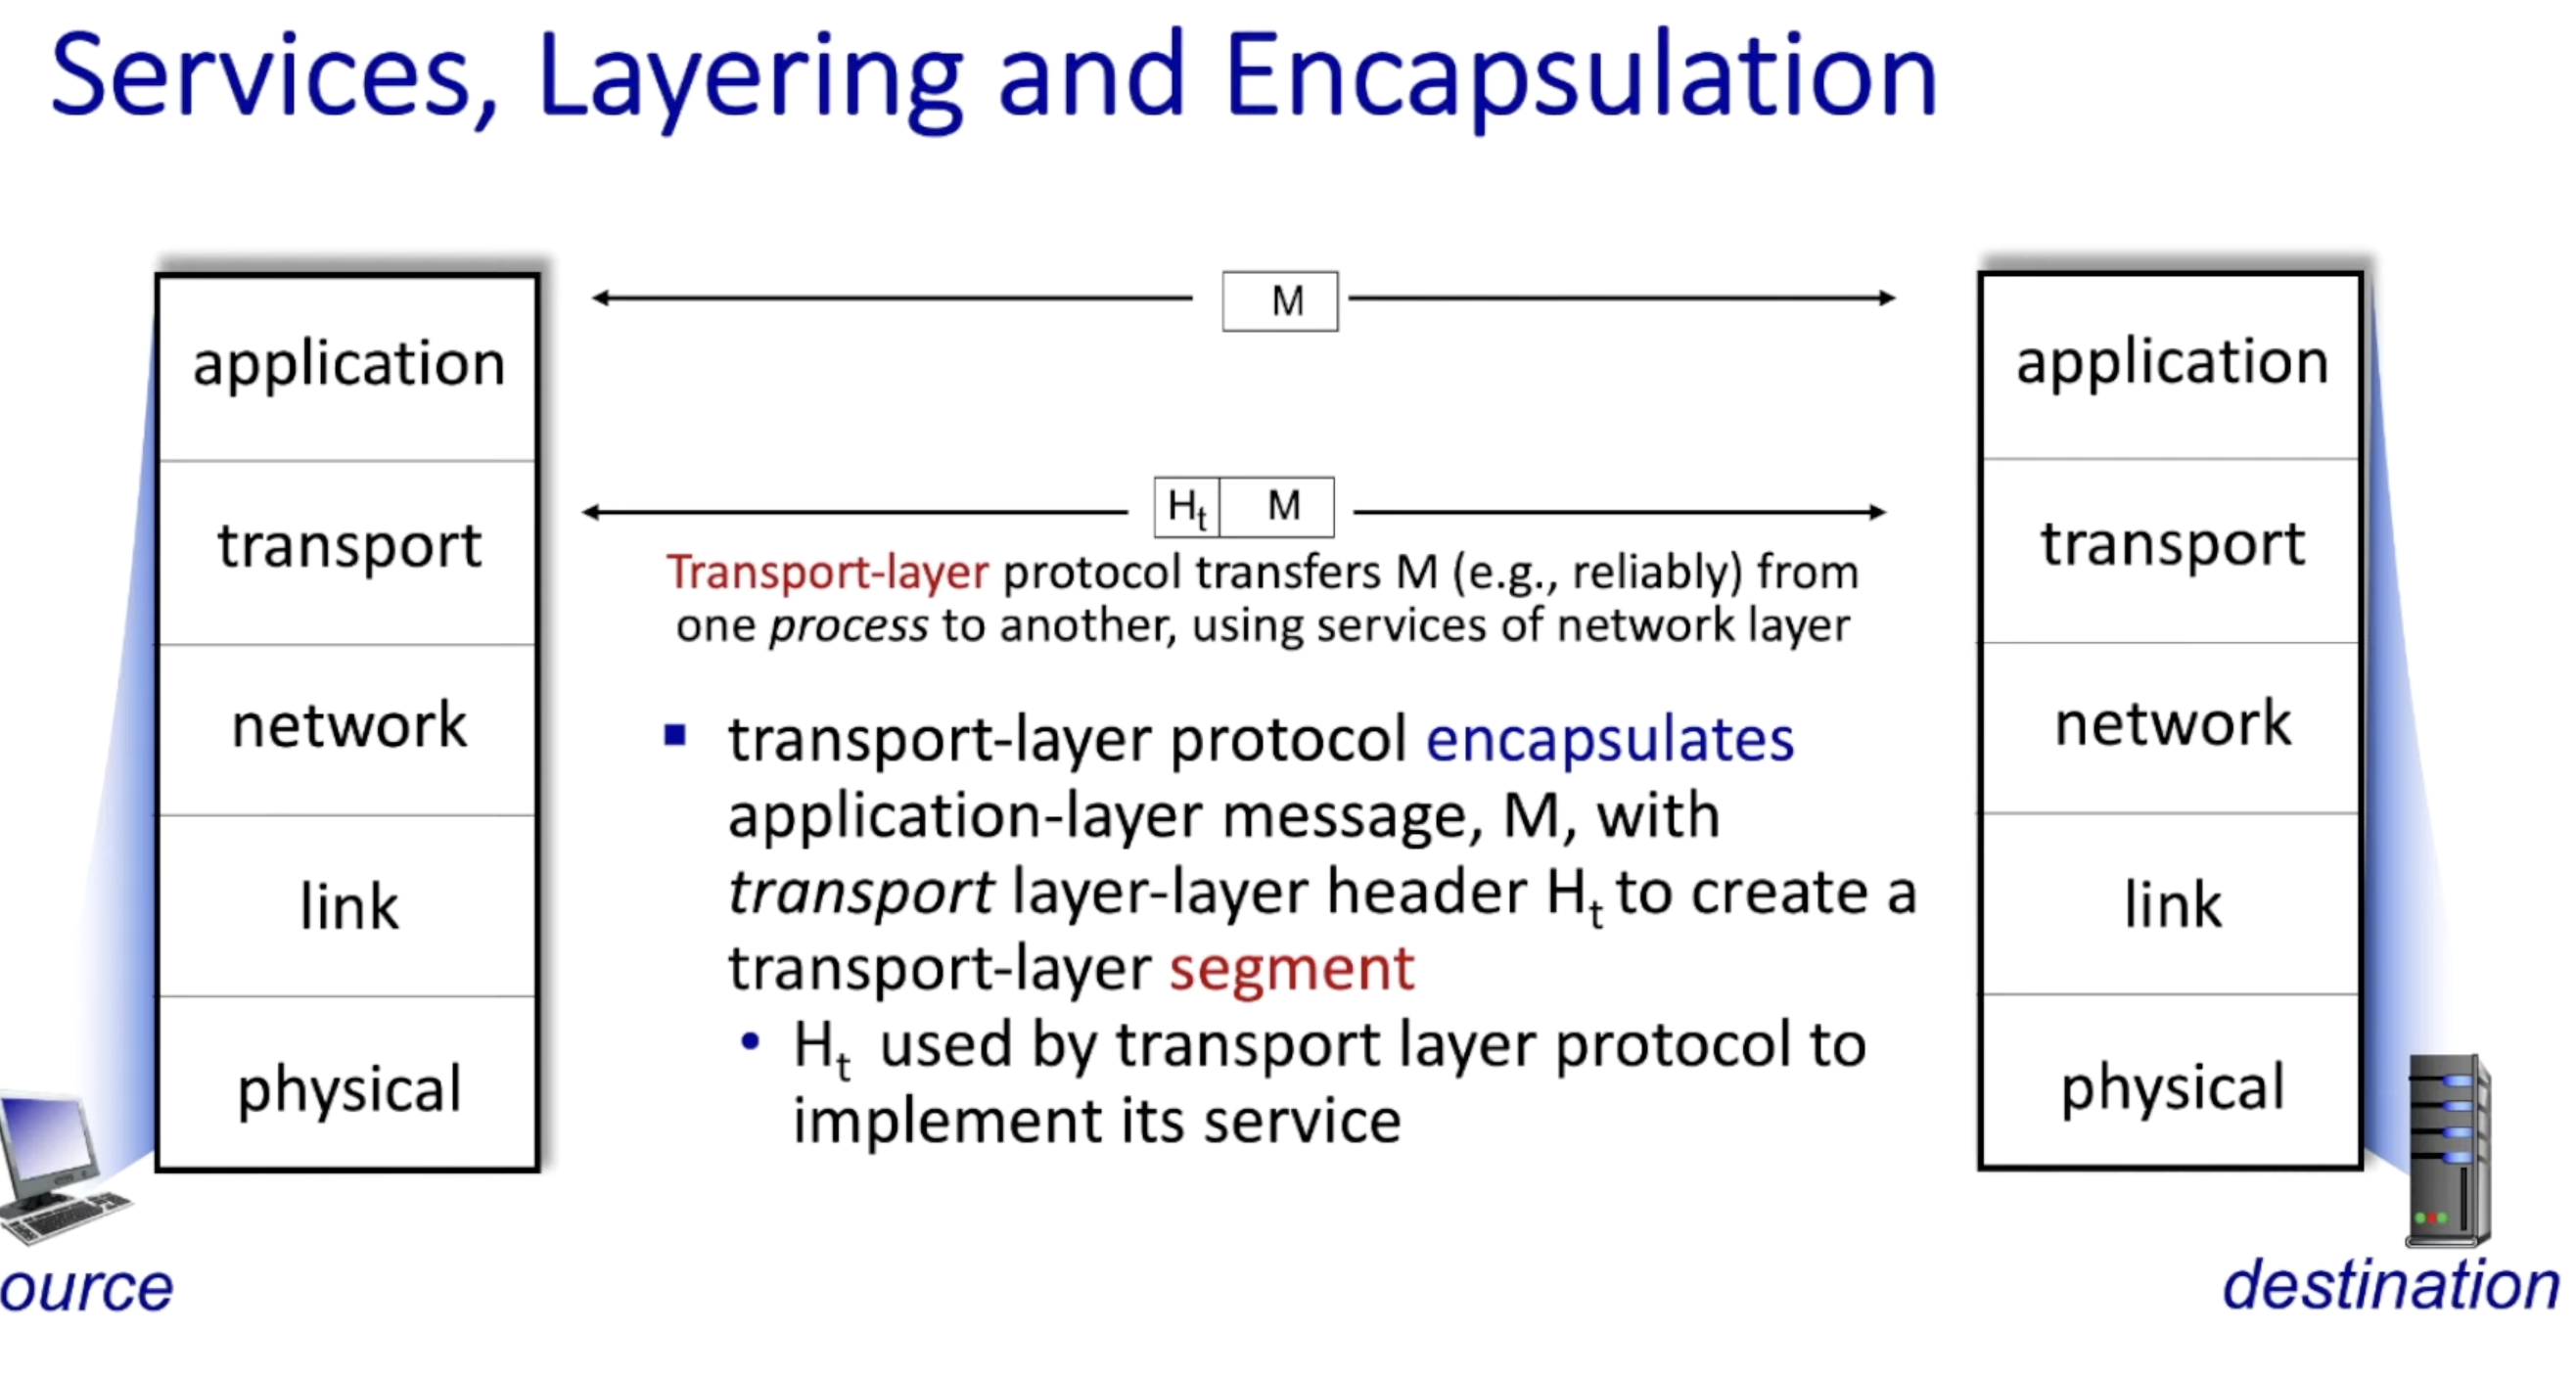 Services, Layering and Encapsulation
application
transport
network
link
physical
M
Ht M
Transport-layer protocol transfers M (e.g., reliably) from
one process to another, using services of network layer
▪ transport-layer protocol encapsulates
application-layer message, M, with
transport layer-layer header Ht to create a
transport-layer segment
• Ht used by transport layer protocol to
implement its service
application
transport
network
link
physical
ource
destination